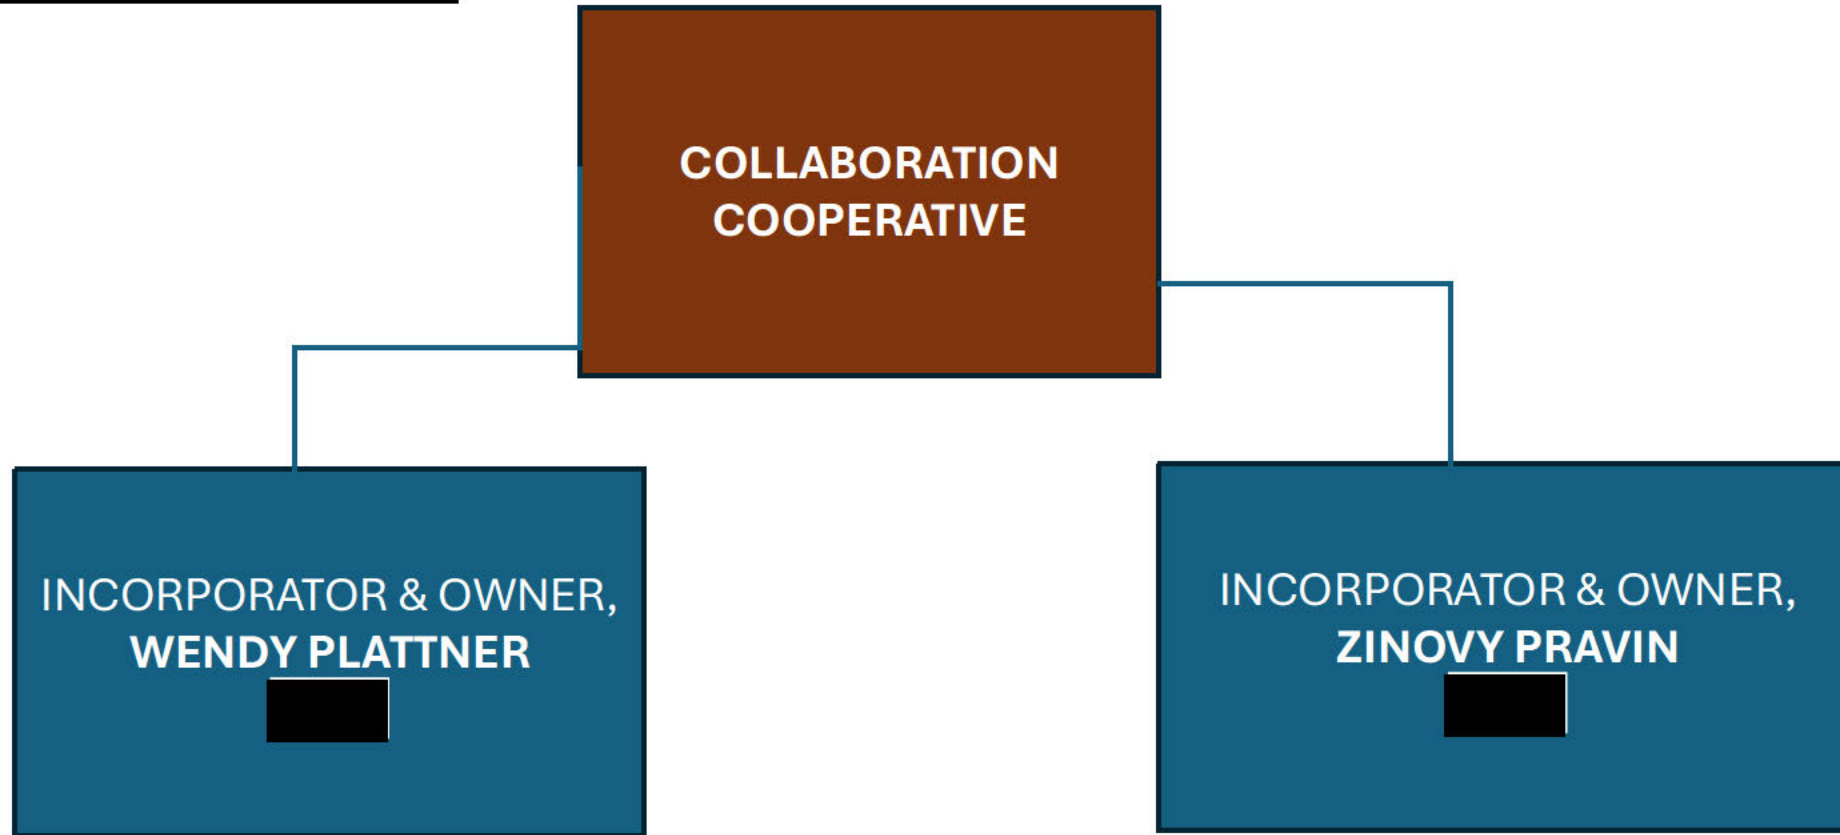 COLLABORATION
COOPERATIVE
INCORPORATOR & OWNER,
WENDY PLATTNER
INCORPORATOR & OWNER,
ZINOVY PRAVIN